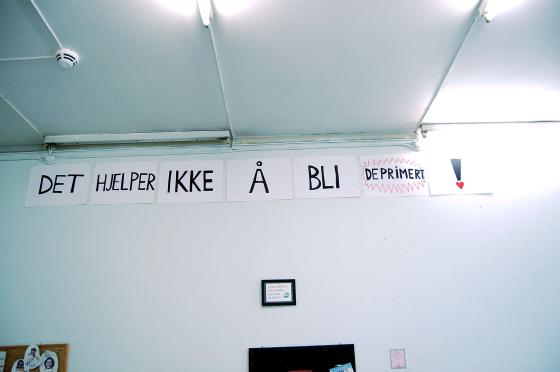 DET HJELPER IKKE Å BLI DEPRIMERT !